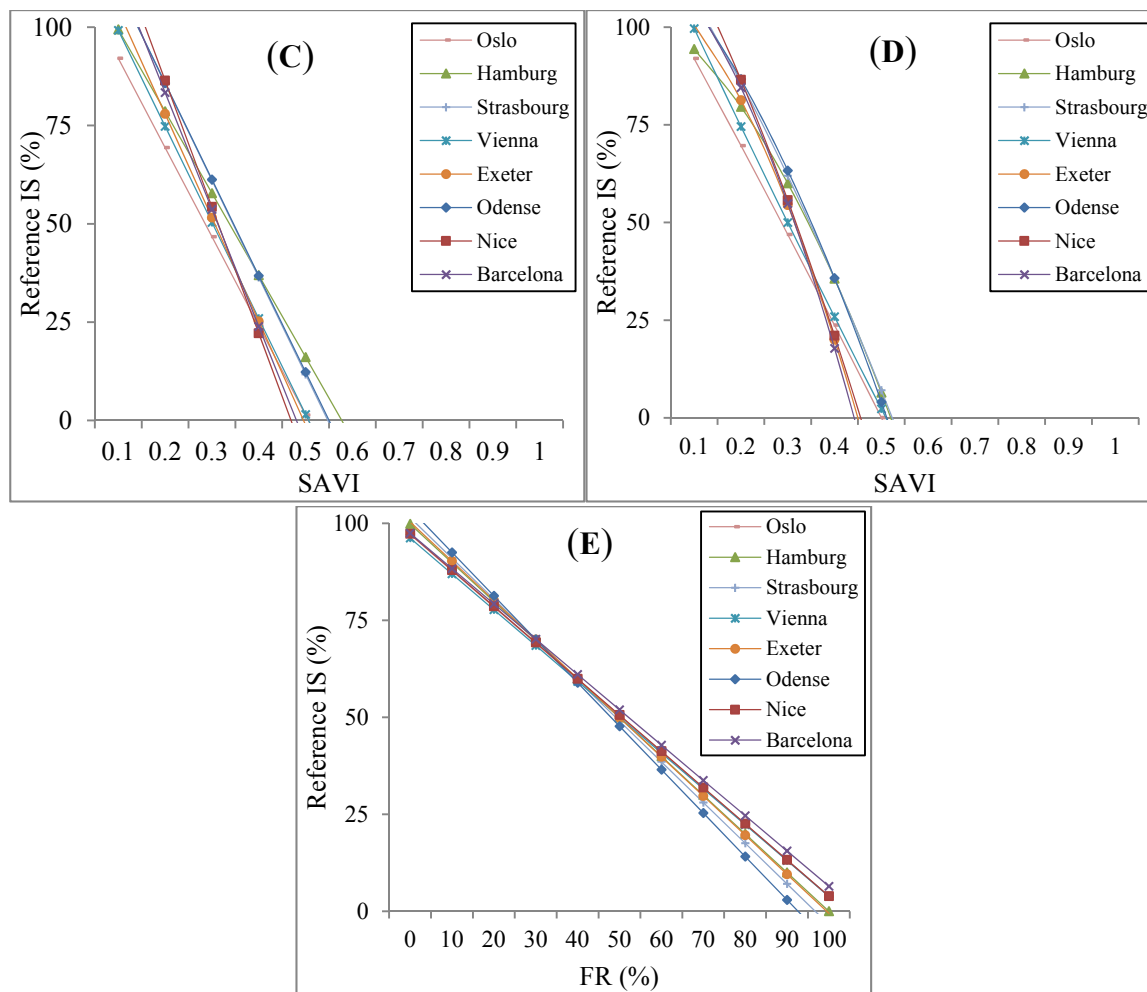 (C)
Reference IS (%)
100
75
50
25
0
0.1 0.2 0.3 0.4 0.5 0.6 0.7 0.8 0.9 1
SAVI
Oslo
Hamburg
Strasbourg
Vienna
Exeter
Odense
Nice
Barcelona
(D)
Reference IS (%)
100
75
50
25
0
0.1 0.2 0.3 0.4 0.5 0.6 0.7 0.8 0.9 1
SAVI
Oslo
Hamburg
Strasbourg
Vienna
Exeter
Odense
Nice
Barcelona
(E)
Reference IS (%)
100
75
50
25
0
0 10 20 30 40 50 60 70 80 90 100
FR (%)
Oslo
Hamburg
Strasbourg
Vienna
Exeter
Odense
Nice
Barcelona